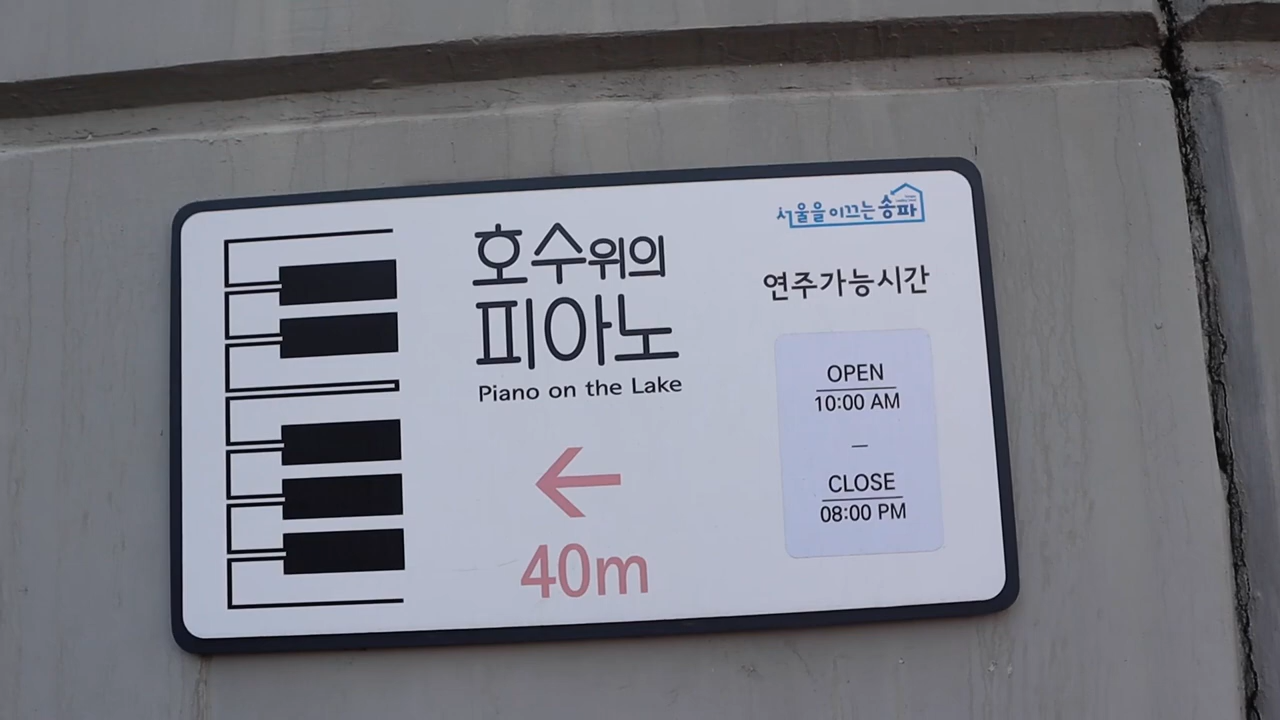 호수위의
피아노
Piano on the Lake
←
40m
서울을 이끄는 송파
연주가능시간
OPEN
10:00 AM
–
CLOSE
08:00 PM